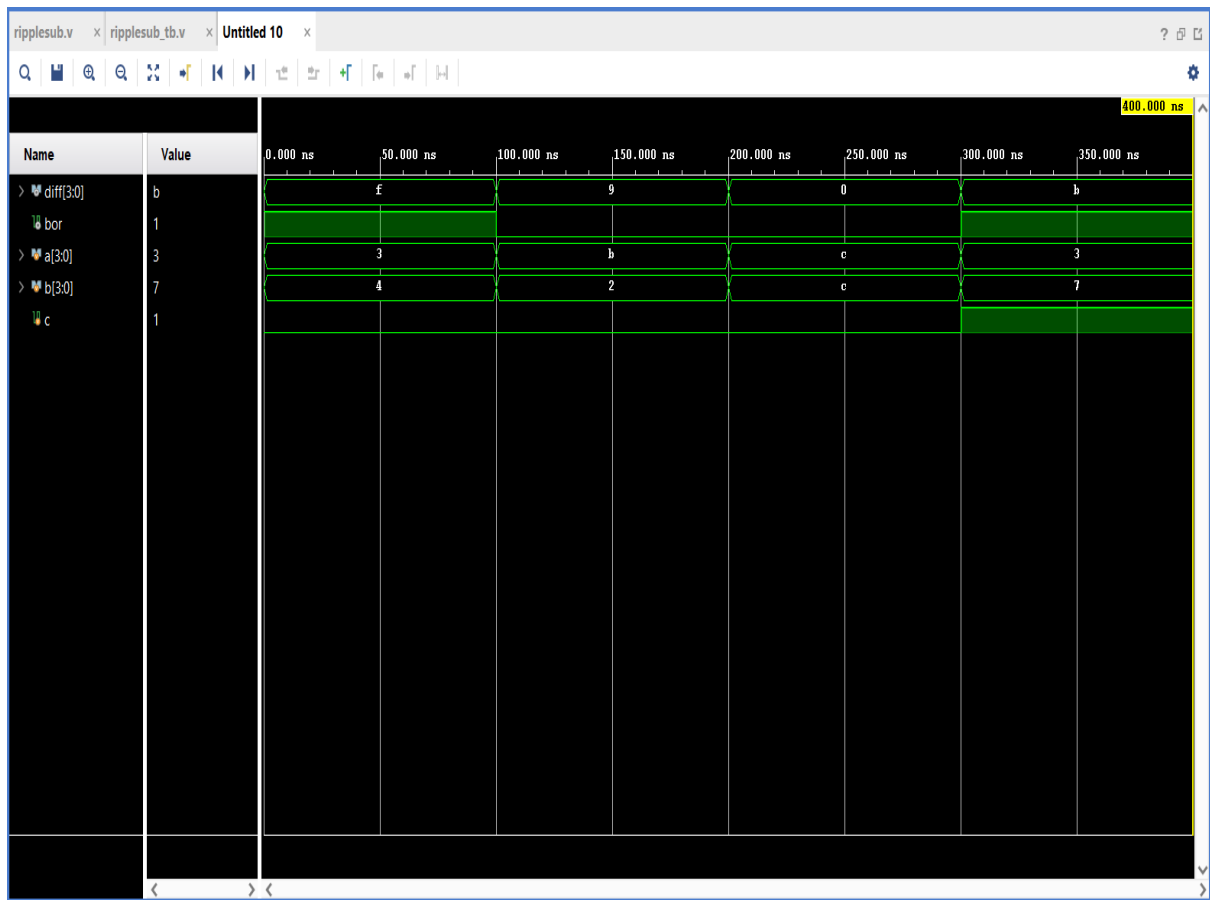 ripplesub.v × ripplesub_tb.v × Untitled 10 ×
?
400.000 ns
Name Value 0.000 ns 50.000 ns 100.000 ns 150.000 ns 200.000 ns 250.000 ns 300.000 ns 350.000 ns
diff[3:0] b f 9 0 b
bor 1
a[3:0] 3 3 b c 3
b[3:0] 7 4 2 c 7
c 1